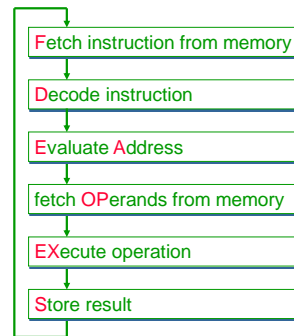 Fetch instruction from memory
Decode instruction
Evaluate Address
fetch OPerands from memory
EXecute operation
Store result